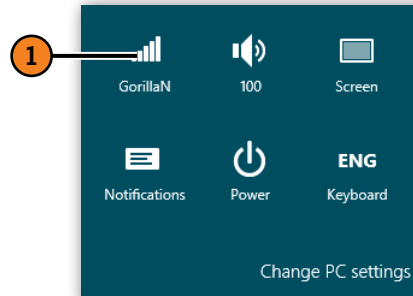 1
GorillaN 100 Screen
ENG
Notifications Power Keyboard
Change PC settings